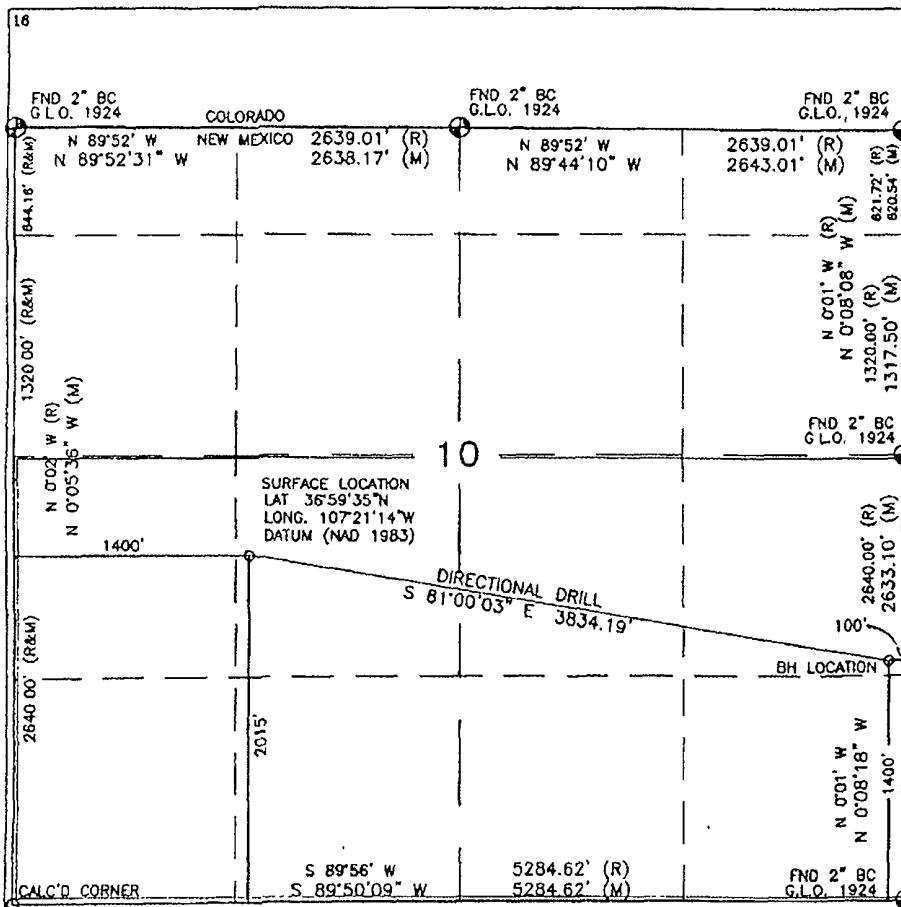 16
FND 2" BC
G.L.O. 1924
COLORADO
FND 2" BC
G.L.O. 1924
FND 2" BC
G.L.O., 1924
N 89°52' W
NEW MEXICO
2639.01' (R)
N 89°52'31" W
2638.17' (M)
N 89°52' W
2639.01' (R)
N 89°44'10" W
2643.01' (M)
644.16' (R&M)
621.72' (R)
620.54' (M)
N 0°01' W (R)
N 0°08'08" W (M)
1320.00' (R)
1317.50' (M)
1320 00' (R&M)
N 0°02' W (R)
N 0°05'36" W (M)
FND 2" BC
G L.O. 1924
10
SURFACE LOCATION
LAT 36°59'35"N
LONG. 107°21'14"W
DATUM (NAD 1983)
1400'
DIRECTIONAL DRILL
S 81°00'03" E 3834.19'
2640.00' (R)
2633.10' (M)
100'
BH LOCATION
2640 00' (R&M)
2015'
N 0°01' W
N 0°08'18" W
1400'
CALC'D CORNER
S 89°56' W
5284.62' (R)
S 89°50'09" W
5284.62' (M)
FND 2" BC
G.L.O. 1924